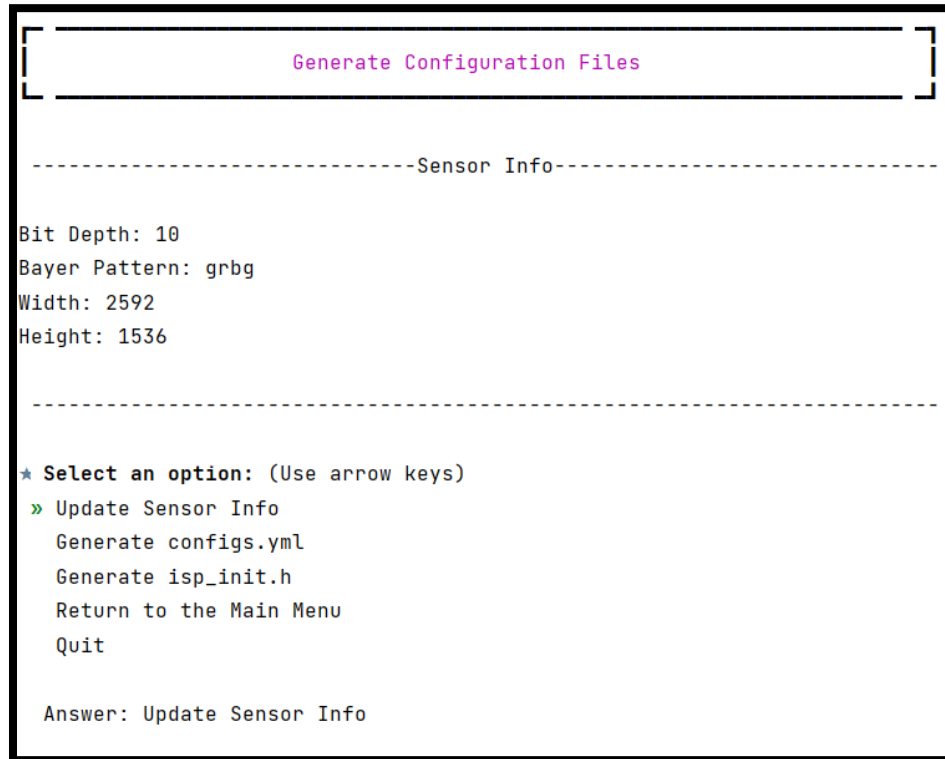 Generate Configuration Files
-------------------------------Sensor Info-------------------------------
Bit Depth: 10
Bayer Pattern: grbg
Width: 2592
Height: 1536
-------------------------------------------------------------------------
★ Select an option: (Use arrow keys)
» Update Sensor Info
Generate configs.yml
Generate isp_init.h
Return to the Main Menu
Quit
Answer: Update Sensor Info